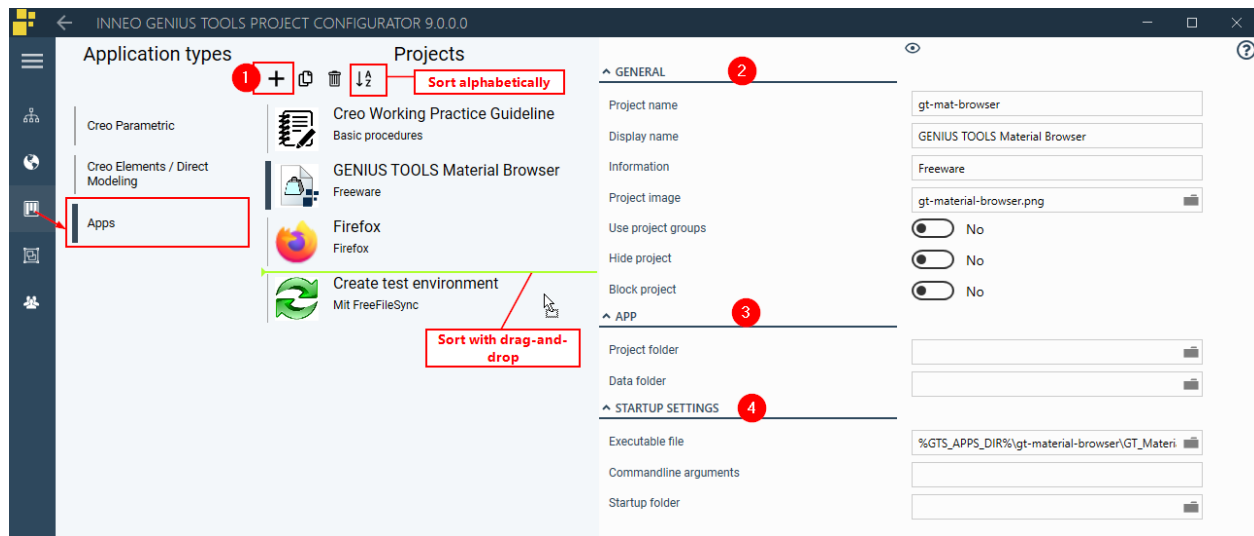 INNEO GENIUS TOOLS PROJECT CONFIGURATOR 9.0.0.0
Application types
Projects
1
Sort alphabetically
Creo Parametric
Creo Elements / Direct
Modeling
Apps
Creo Working Practice Guideline
Basic procedures
GENIUS TOOLS Material Browser
Freeware
Firefox
Firefox
Create test environment
Mit FreeFileSync
Sort with drag-and-
drop
GENERAL 2
Project name gt-mat-browser
Display name GENIUS TOOLS Material Browser
Information Freeware
Project image gt-material-browser.png
Use project groups No
Hide project No
Block project No
APP 3
Project folder
Data folder
STARTUP SETTINGS 4
Executable file %GTS_APPS_DIR%\gt-material-browser\GT_Materi
Commandline arguments
Startup folder